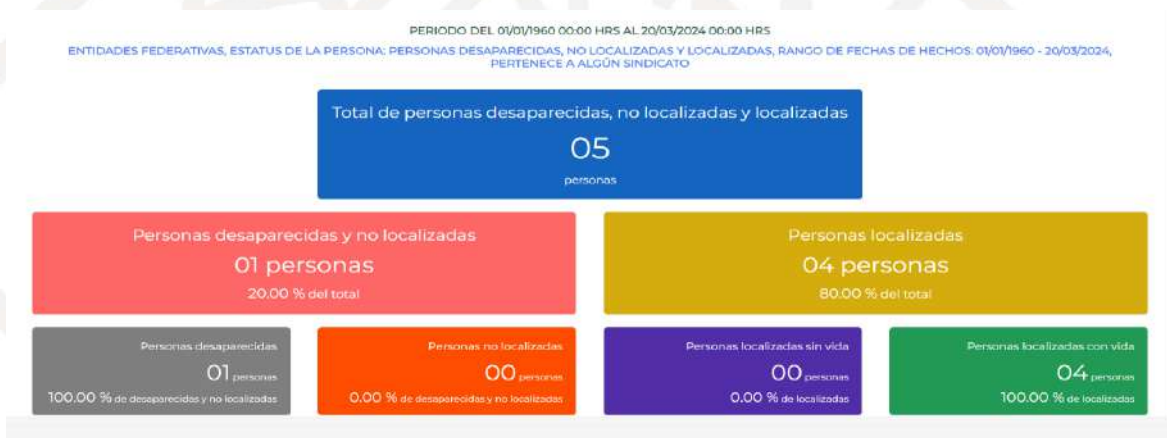 PERIODO DEL 01/01/1960 00:00 HRS AL 20/03/2024 00:00 HRS
ENTIDADES FEDERATIVAS, ESTATUS DE LA PERSONA: PERSONAS DESAPARECIDAS, NO LOCALIZADAS Y LOCALIZADAS, RANGO DE FECHAS DE HECHOS: 01/01/1960 - 20/03/2024,
PERTENECE A ALGÚN SINDICATO
Total de personas desaparecidas, no localizadas y localizadas
05
personas
Personas desaparecidas y no localizadas
01 personas
20.00 % del total
Personas localizadas
04 personas
80.00 % del total
Personas desaparecidas
01 personas
100.00 % de desaparecidas y no localizadas
Personas no localizadas
00 personas
0.00 % de desaparecidas y no localizadas
Personas localizadas sin vida
00 personas
0.00 % de localizadas
Personas localizadas con vida
04 personas
100.00 % de localizadas